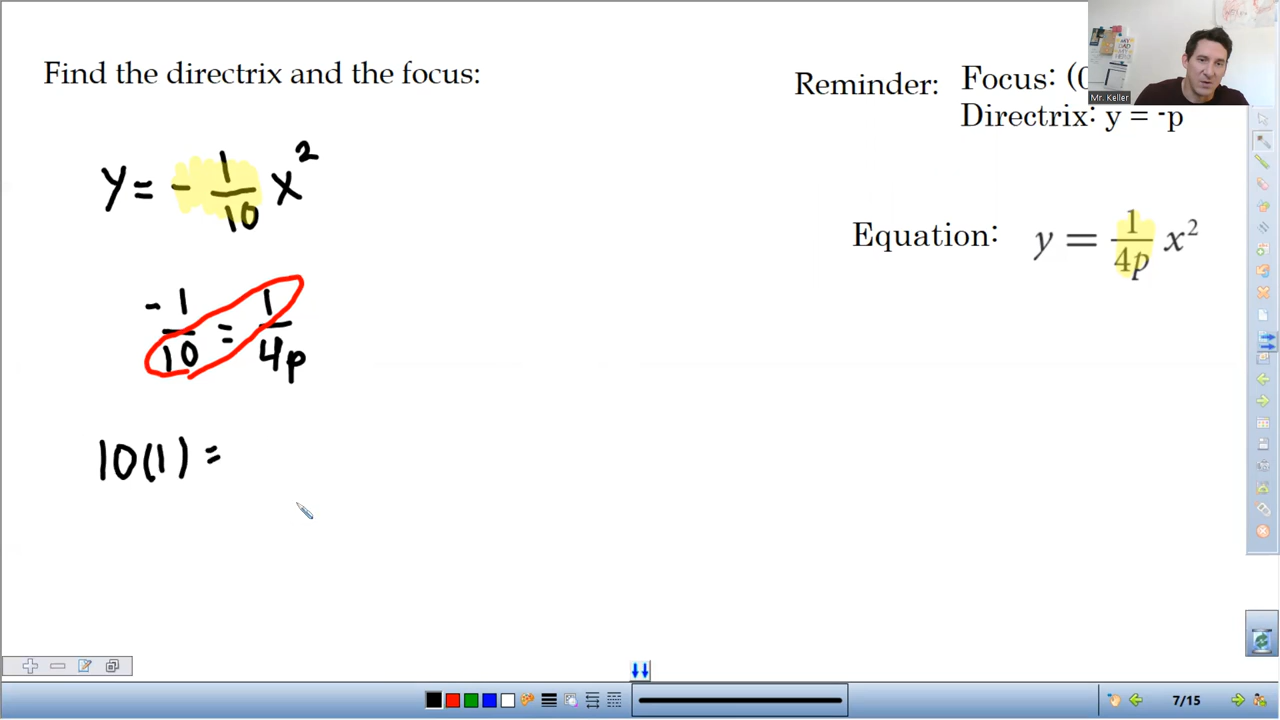 Find the directrix and the focus:
Reminder: Focus: (0
Directrix: y = -p
Mr. Keller
y = - 1/10 x²
Equation: y = 1/4p x²
-1/10 = 1/4p
10(1) =
7/15